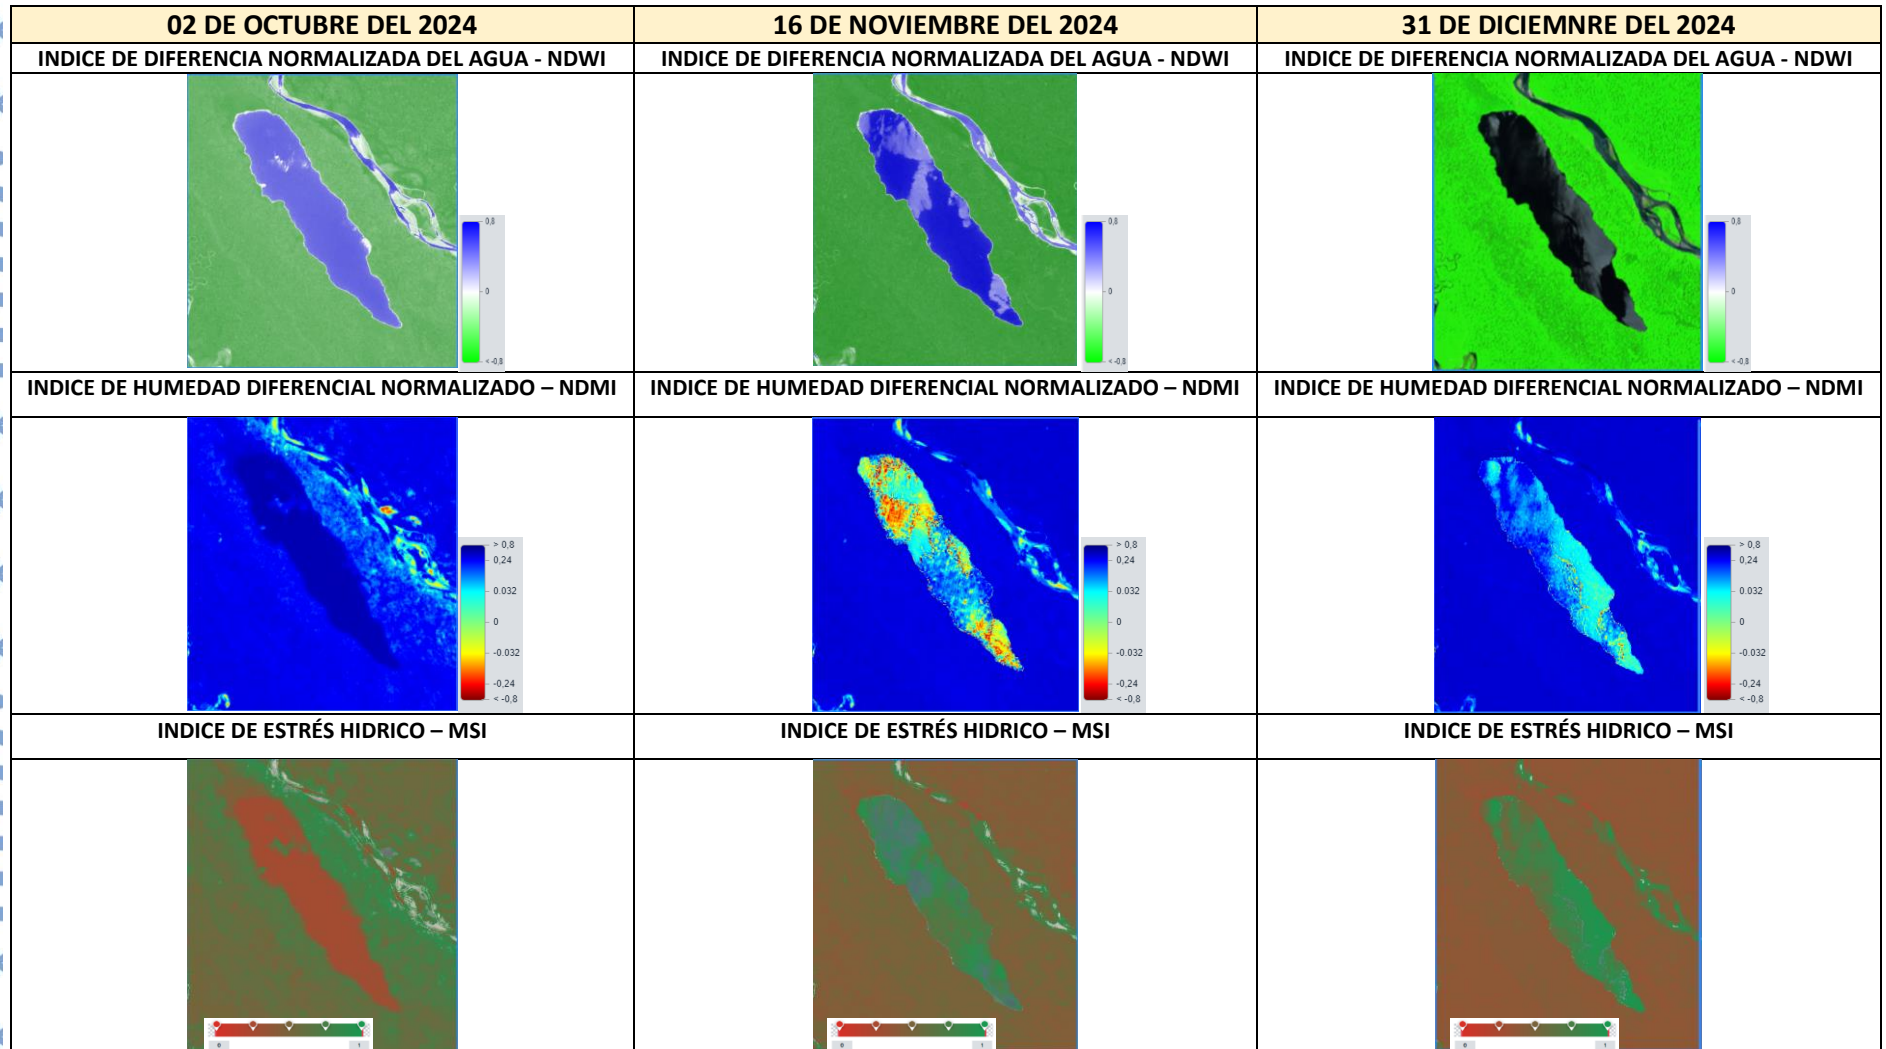 02 DE OCTUBRE DEL 2024
16 DE NOVIEMBRE DEL 2024
31 DE DICIEMNRE DEL 2024
INDICE DE DIFERENCIA NORMALIZADA DEL AGUA - NDWI
INDICE DE DIFERENCIA NORMALIZADA DEL AGUA - NDWI
INDICE DE DIFERENCIA NORMALIZADA DEL AGUA - NDWI
0,8
0
< -0,8
0,8
0
< -0,8
0,8
0
< -0,8
INDICE DE HUMEDAD DIFERENCIAL NORMALIZADO – NDMI
INDICE DE HUMEDAD DIFERENCIAL NORMALIZADO – NDMI
INDICE DE HUMEDAD DIFERENCIAL NORMALIZADO – NDMI
> 0,8
0,24
0.032
0
-0.032
-0,24
< -0,8
> 0,8
0,24
0.032
0
-0.032
-0,24
< -0,8
> 0,8
0,24
0.032
0
-0.032
-0,24
< -0,8
INDICE DE ESTRÉS HIDRICO – MSI
INDICE DE ESTRÉS HIDRICO – MSI
INDICE DE ESTRÉS HIDRICO – MSI
0 1
0 1
0 1